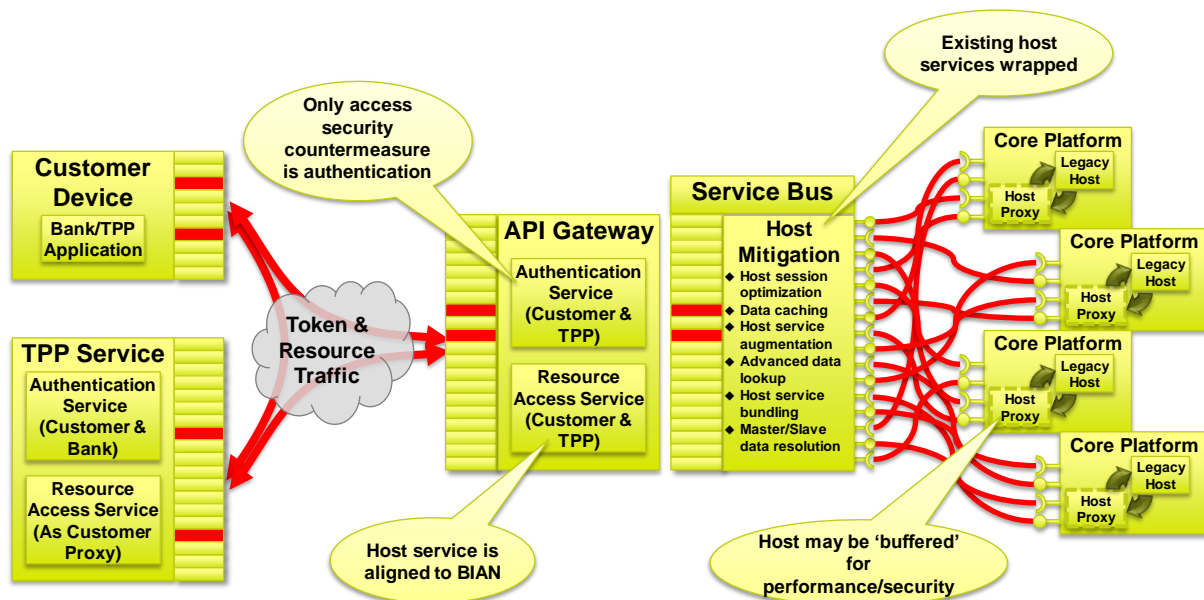 Existing host
services wrapped
Only access
security
countermeasure
is authentication
Customer
Device
Bank/TPP
Application
TPP Service
Authentication
Service
(Customer &
Bank)
Resource
Access Service
(As Customer
Proxy)
Token &
Resource
Traffic
API Gateway
Authentication
Service
(Customer &
TPP)
Resource
Access Service
(Customer &
TPP)
Host service is
aligned to BIAN
Service Bus
Host
Mitigation
◆ Host session
optimization
◆ Data caching
◆ Host service
augmentation
◆ Advanced data
lookup
◆ Host service
bundling
◆ Master/Slave
data resolution
Core Platform
Legacy
Host
Host
Proxy
Core Platform
Legacy
Host
Host
Proxy
Core Platform
Legacy
Host
Host
Proxy
Core Platform
Legacy
Host
Host
Proxy
Host may be ‘buffered’
for
performance/security